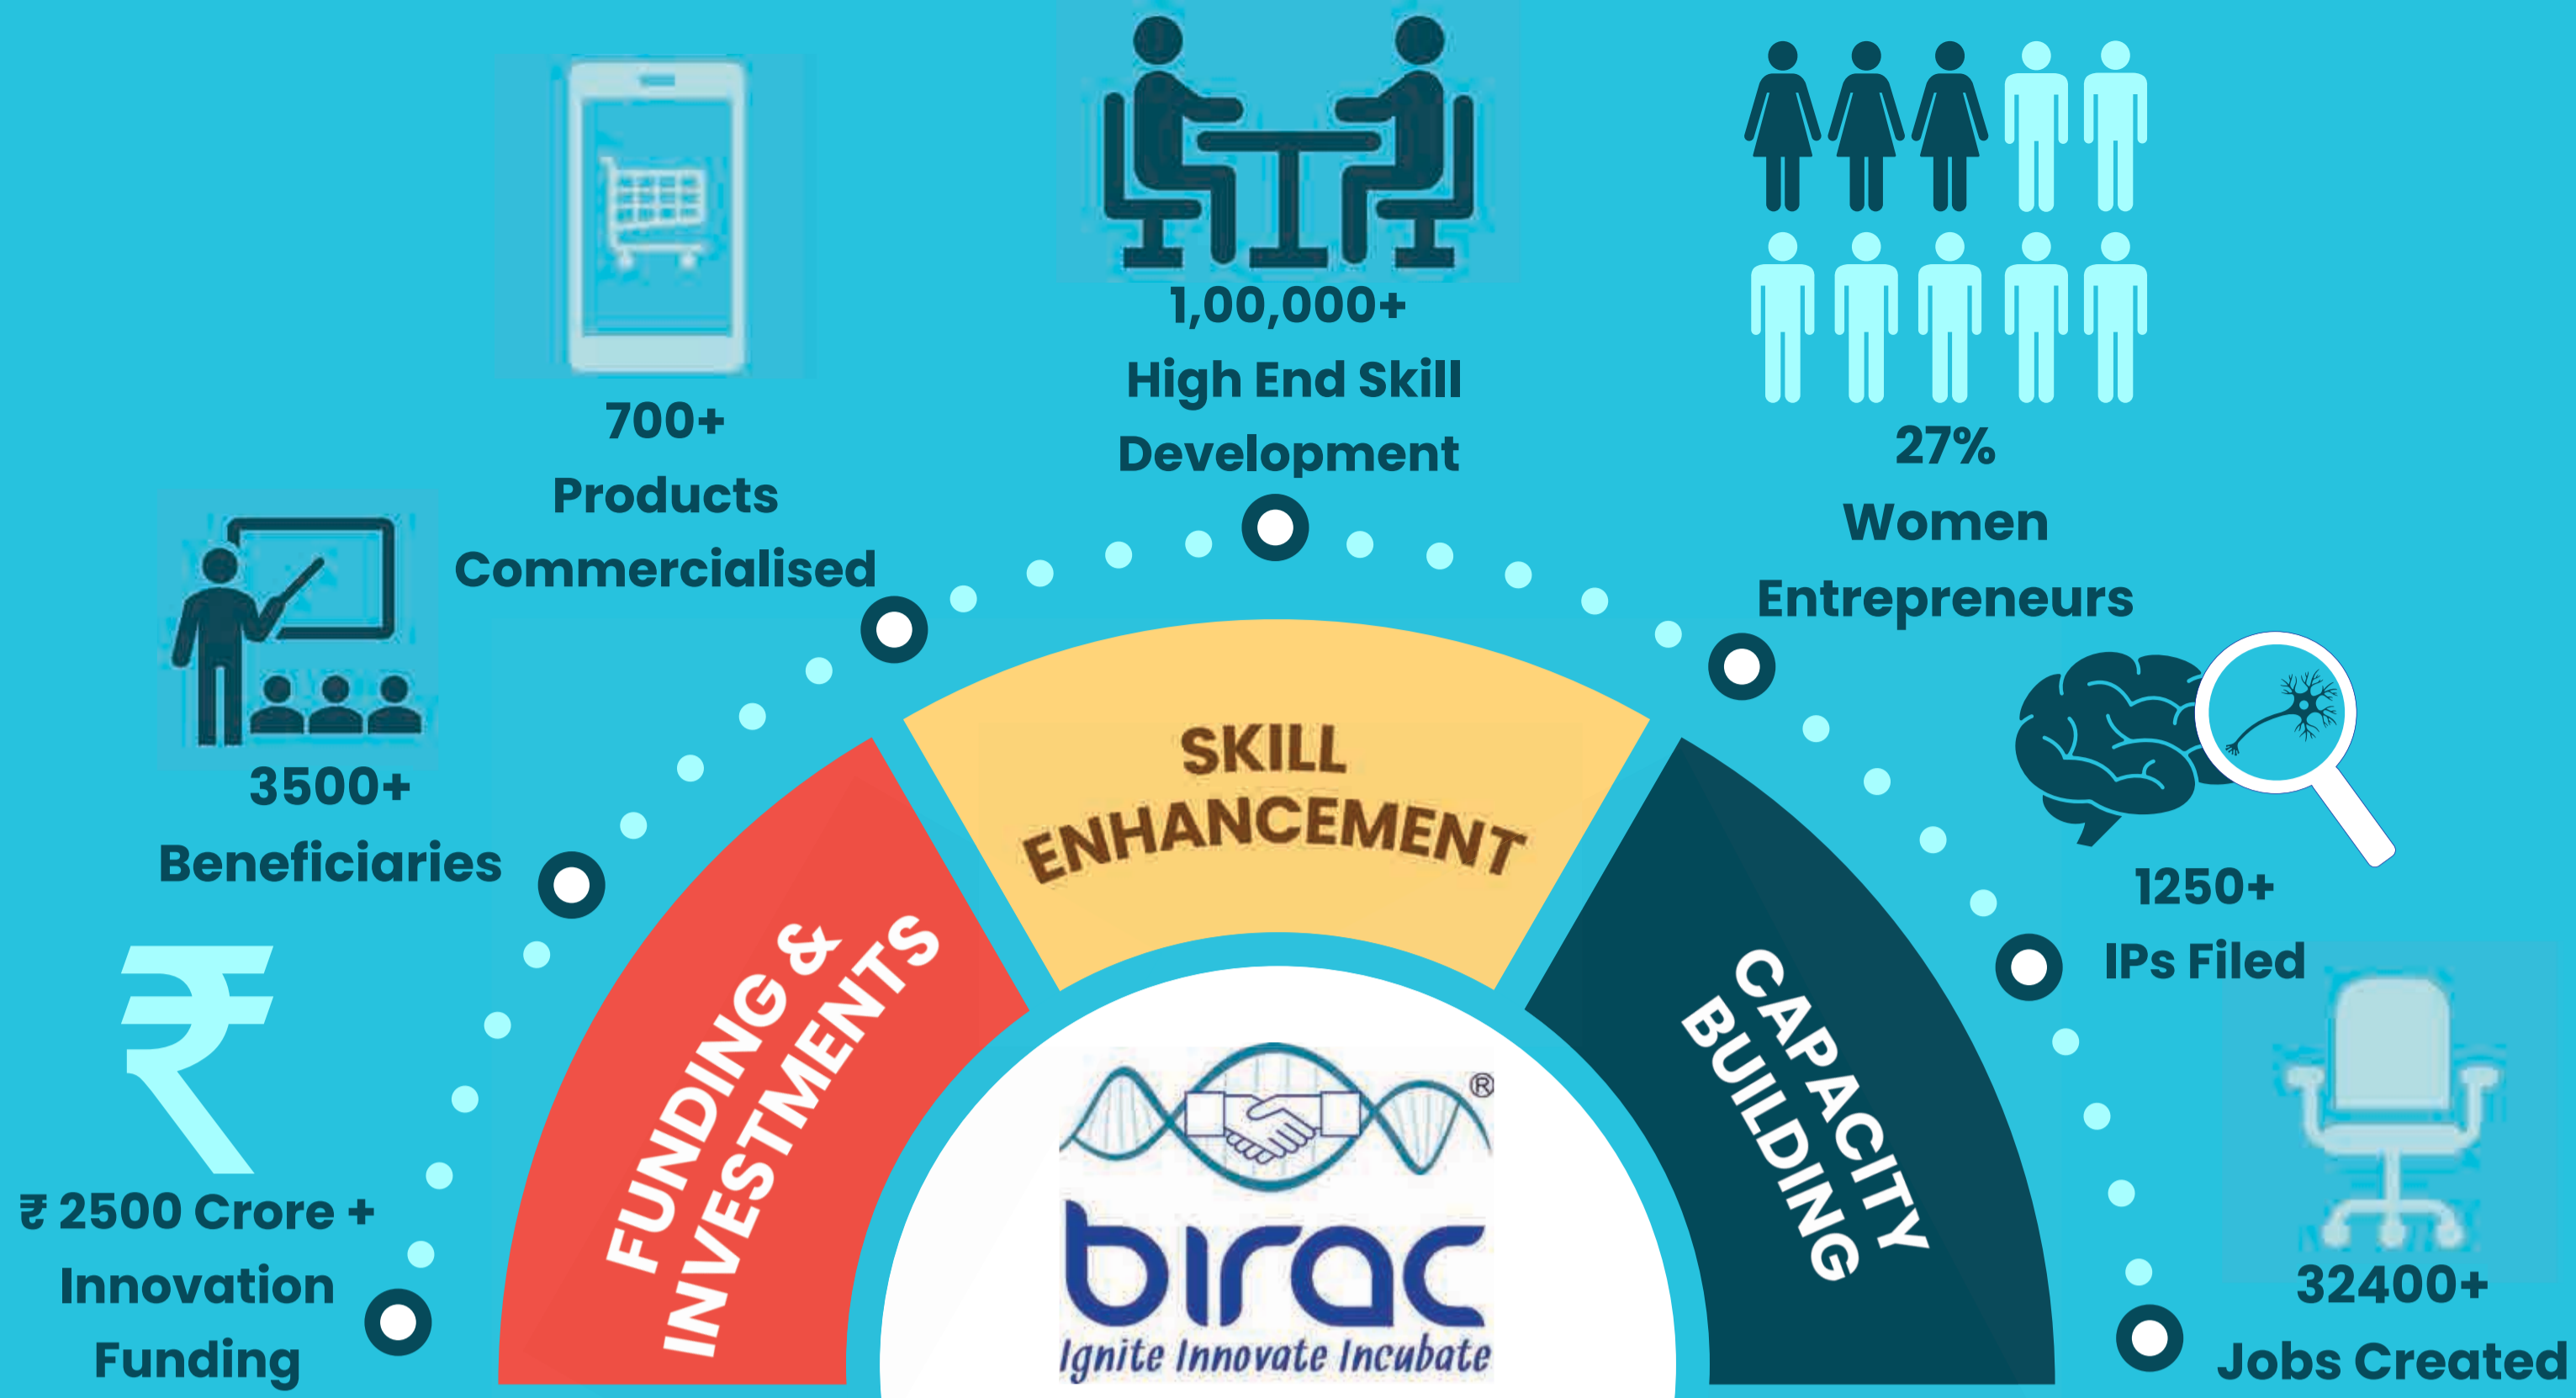 1,00,000+
High End Skill
Development
700+
Products
Commercialised
27%
Women
Entrepreneurs
3500+
Beneficiaries
1250+
IPs Filed
₹ 2500 Crore +
Innovation
Funding
32400+
Jobs Created
FUNDING &
INVESTMENTS
SKILL
ENHANCEMENT
CAPACITY
BUILDING
®
birac
Ignite Innovate Incubate